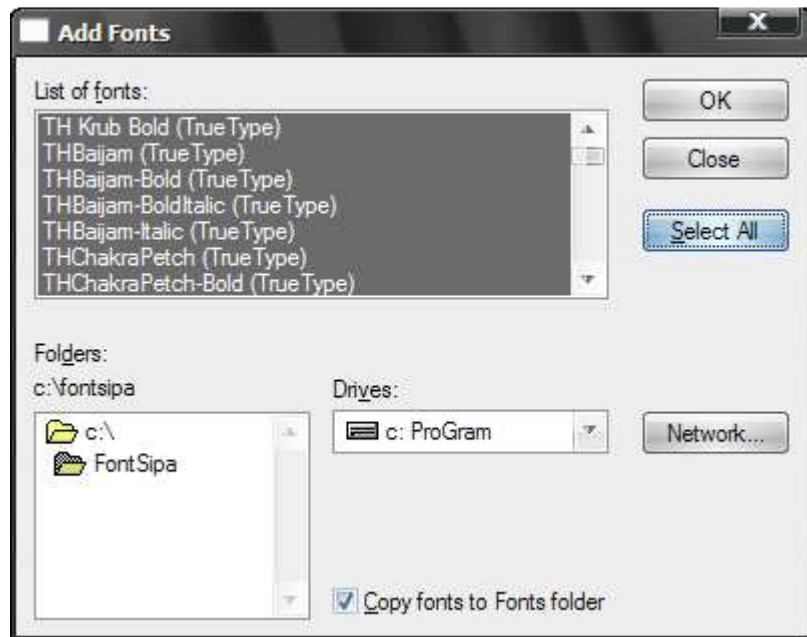 Add Fonts
List of fonts:
TH Krub Bold (TrueType)
THBaijam (TrueType)
THBaijam-Bold (TrueType)
THBaijam-BoldItalic (TrueType)
THBaijam-Italic (TrueType)
THChakraPetch (TrueType)
THChakraPetch-Bold (TrueType)
OK
Close
Select All
Folders:
c:\fontsipa
c:\
FontSipa
Drives:
c: ProGram
Network...
Copy fonts to Fonts folder